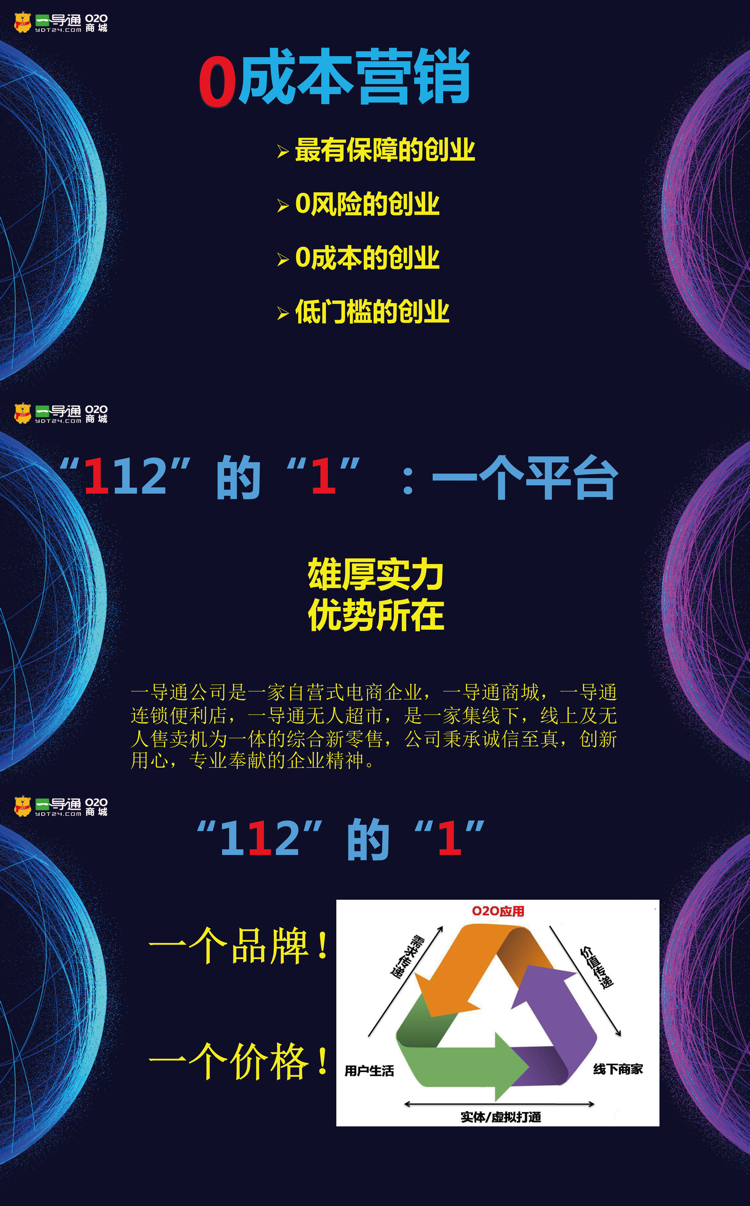 一导通 O2O
YDT24.COM 商城
0成本营销
最有保障的创业
0风险的创业
0成本的创业
低门槛的创业
一导通 O2O
YDT24.COM 商城
“112”的“1”：一个平台
雄厚实力
优势所在
一导通公司是一家自营式电商企业，一导通商城，一导通
连锁便利店，一导通无人超市，是一家集线下，线上及无
人售卖机为一体的综合新零售，公司秉承诚信至真，创新
用心，专业奉献的企业精神。
一导通 O2O
YDT24.COM 商城
“112”的“1”
一个品牌！
一个价格！
O2O应用
需求传递
价值传递
用户生活
线下商家
实体/虚拟打通